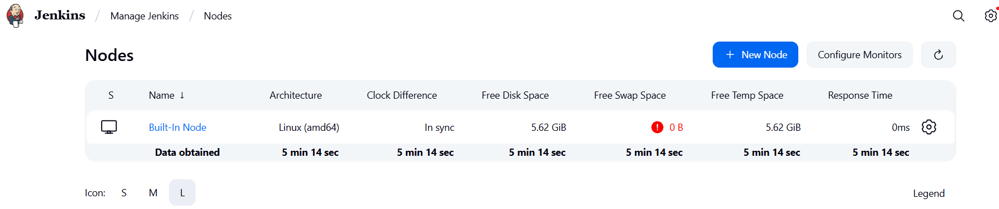 Jenkins / Manage Jenkins / Nodes
Nodes
+ New Node Configure Monitors
S Name ↓ Architecture Clock Difference Free Disk Space Free Swap Space Free Temp Space Response Time
Built-In Node Linux (amd64) In sync 5.62 GiB ! 0 B 5.62 GiB 0ms
Data obtained 5 min 14 sec 5 min 14 sec 5 min 14 sec 5 min 14 sec 5 min 14 sec 5 min 14 sec
Icon: S M L Legend